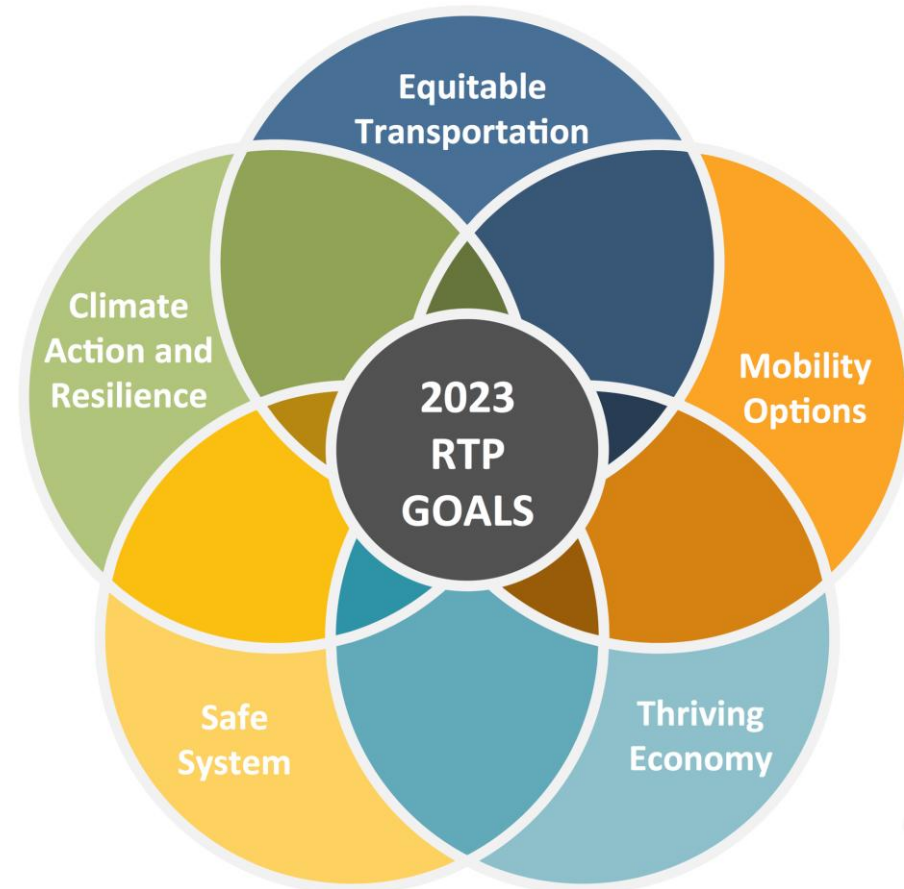 Equitable
Transportation
Climate
Action and
Resilience
Mobility
Options
2023
RTP
GOALS
Safe
System
Thriving
Economy